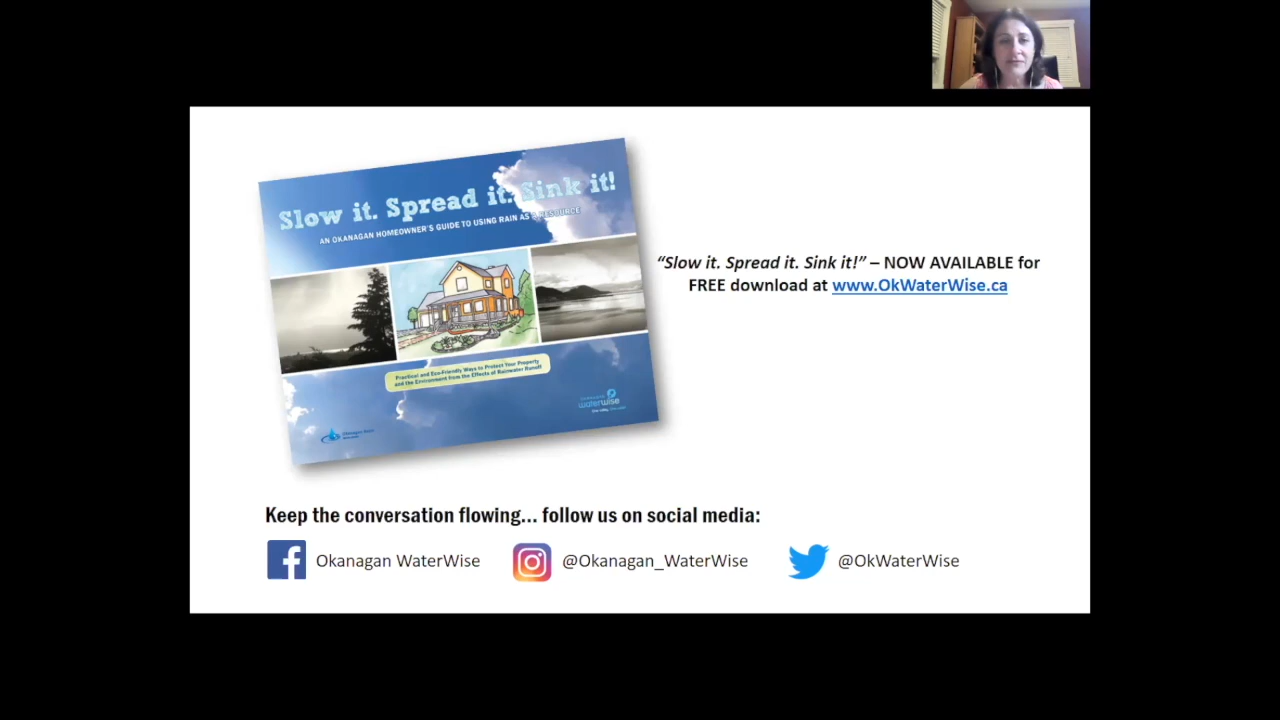 Slow it. Spread it. Sink it!
AN OKANAGAN HOMEOWNER'S GUIDE TO USING RAIN AS A RESOURCE
Practical and Eco-Friendly Ways to Protect Your Property
and the Environment from the Effects of Rainwater Runoff
waterwise
Okanagan Basin
“Slow it. Spread it. Sink it!” – NOW AVAILABLE for
FREE download at www.OkWaterWise.ca
Keep the conversation flowing... follow us on social media:
Okanagan WaterWise
@Okanagan_WaterWise
@OkWaterWise